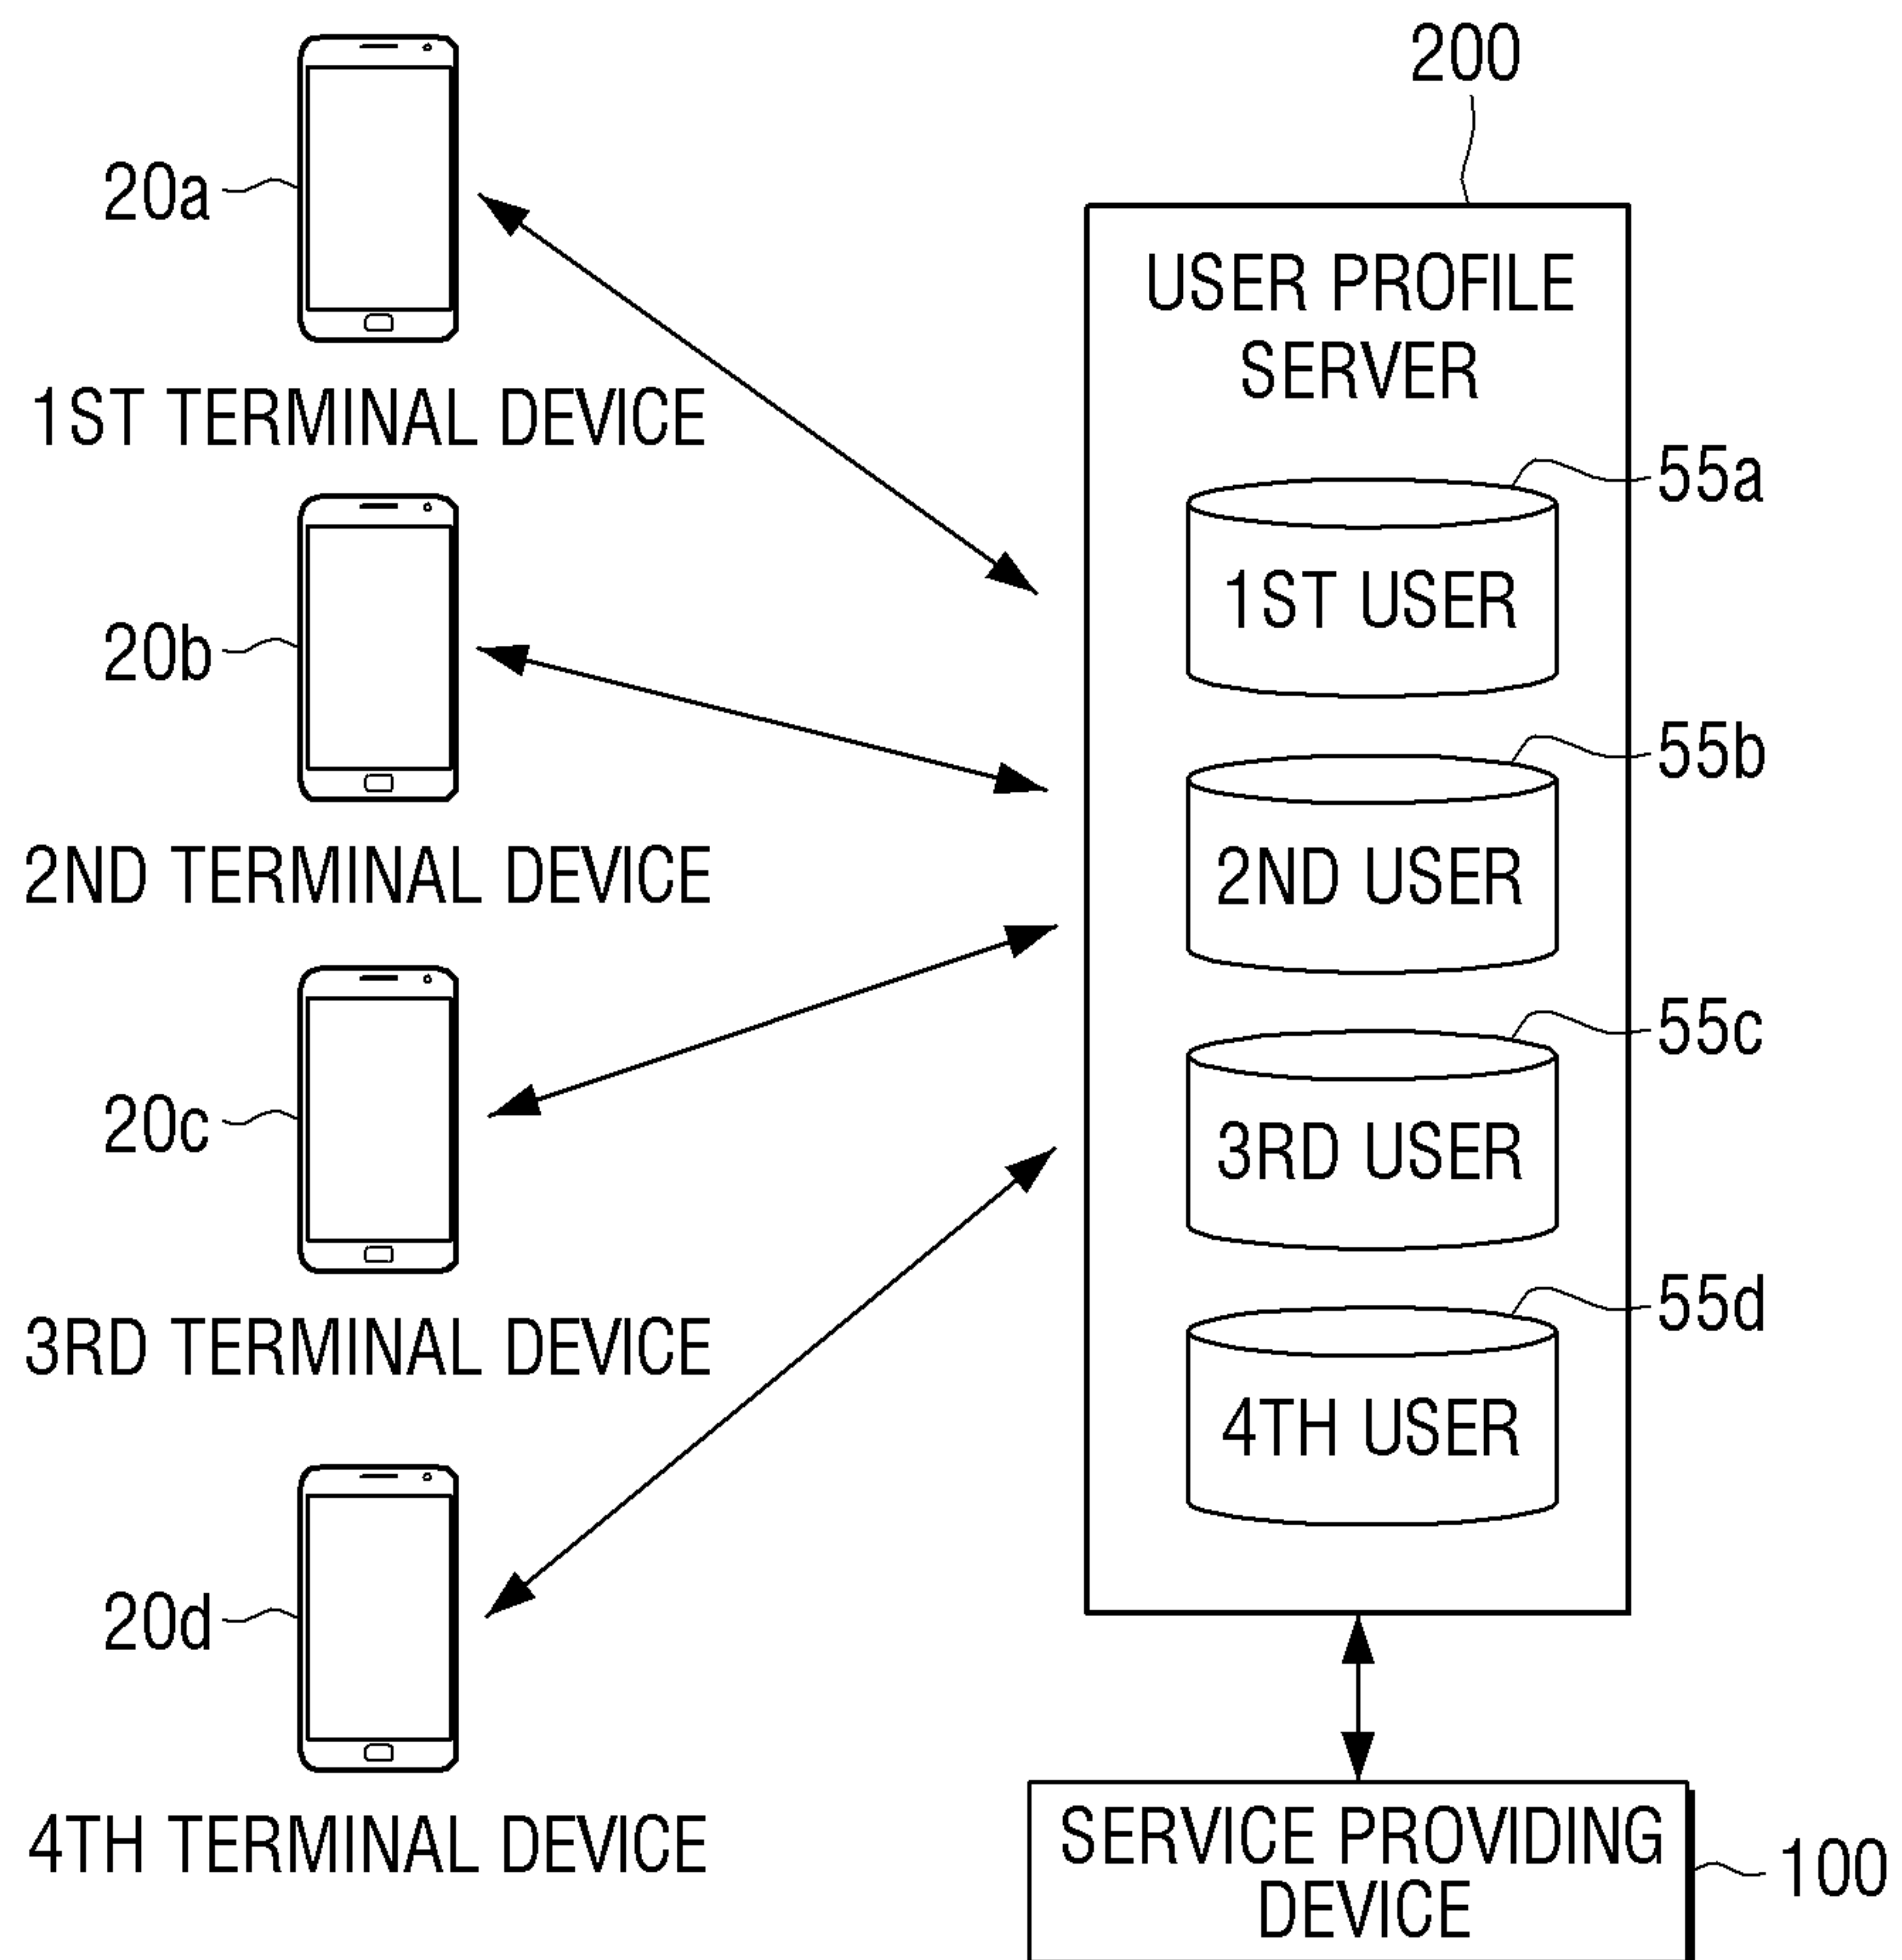 200
20a
USER PROFILE
SERVER
1ST TERMINAL DEVICE
55a
1ST USER
20b
55b
2ND TERMINAL DEVICE
2ND USER
55c
20c
3RD USER
3RD TERMINAL DEVICE
55d
4TH USER
20d
4TH TERMINAL DEVICE
SERVICE PROVIDING
DEVICE
100